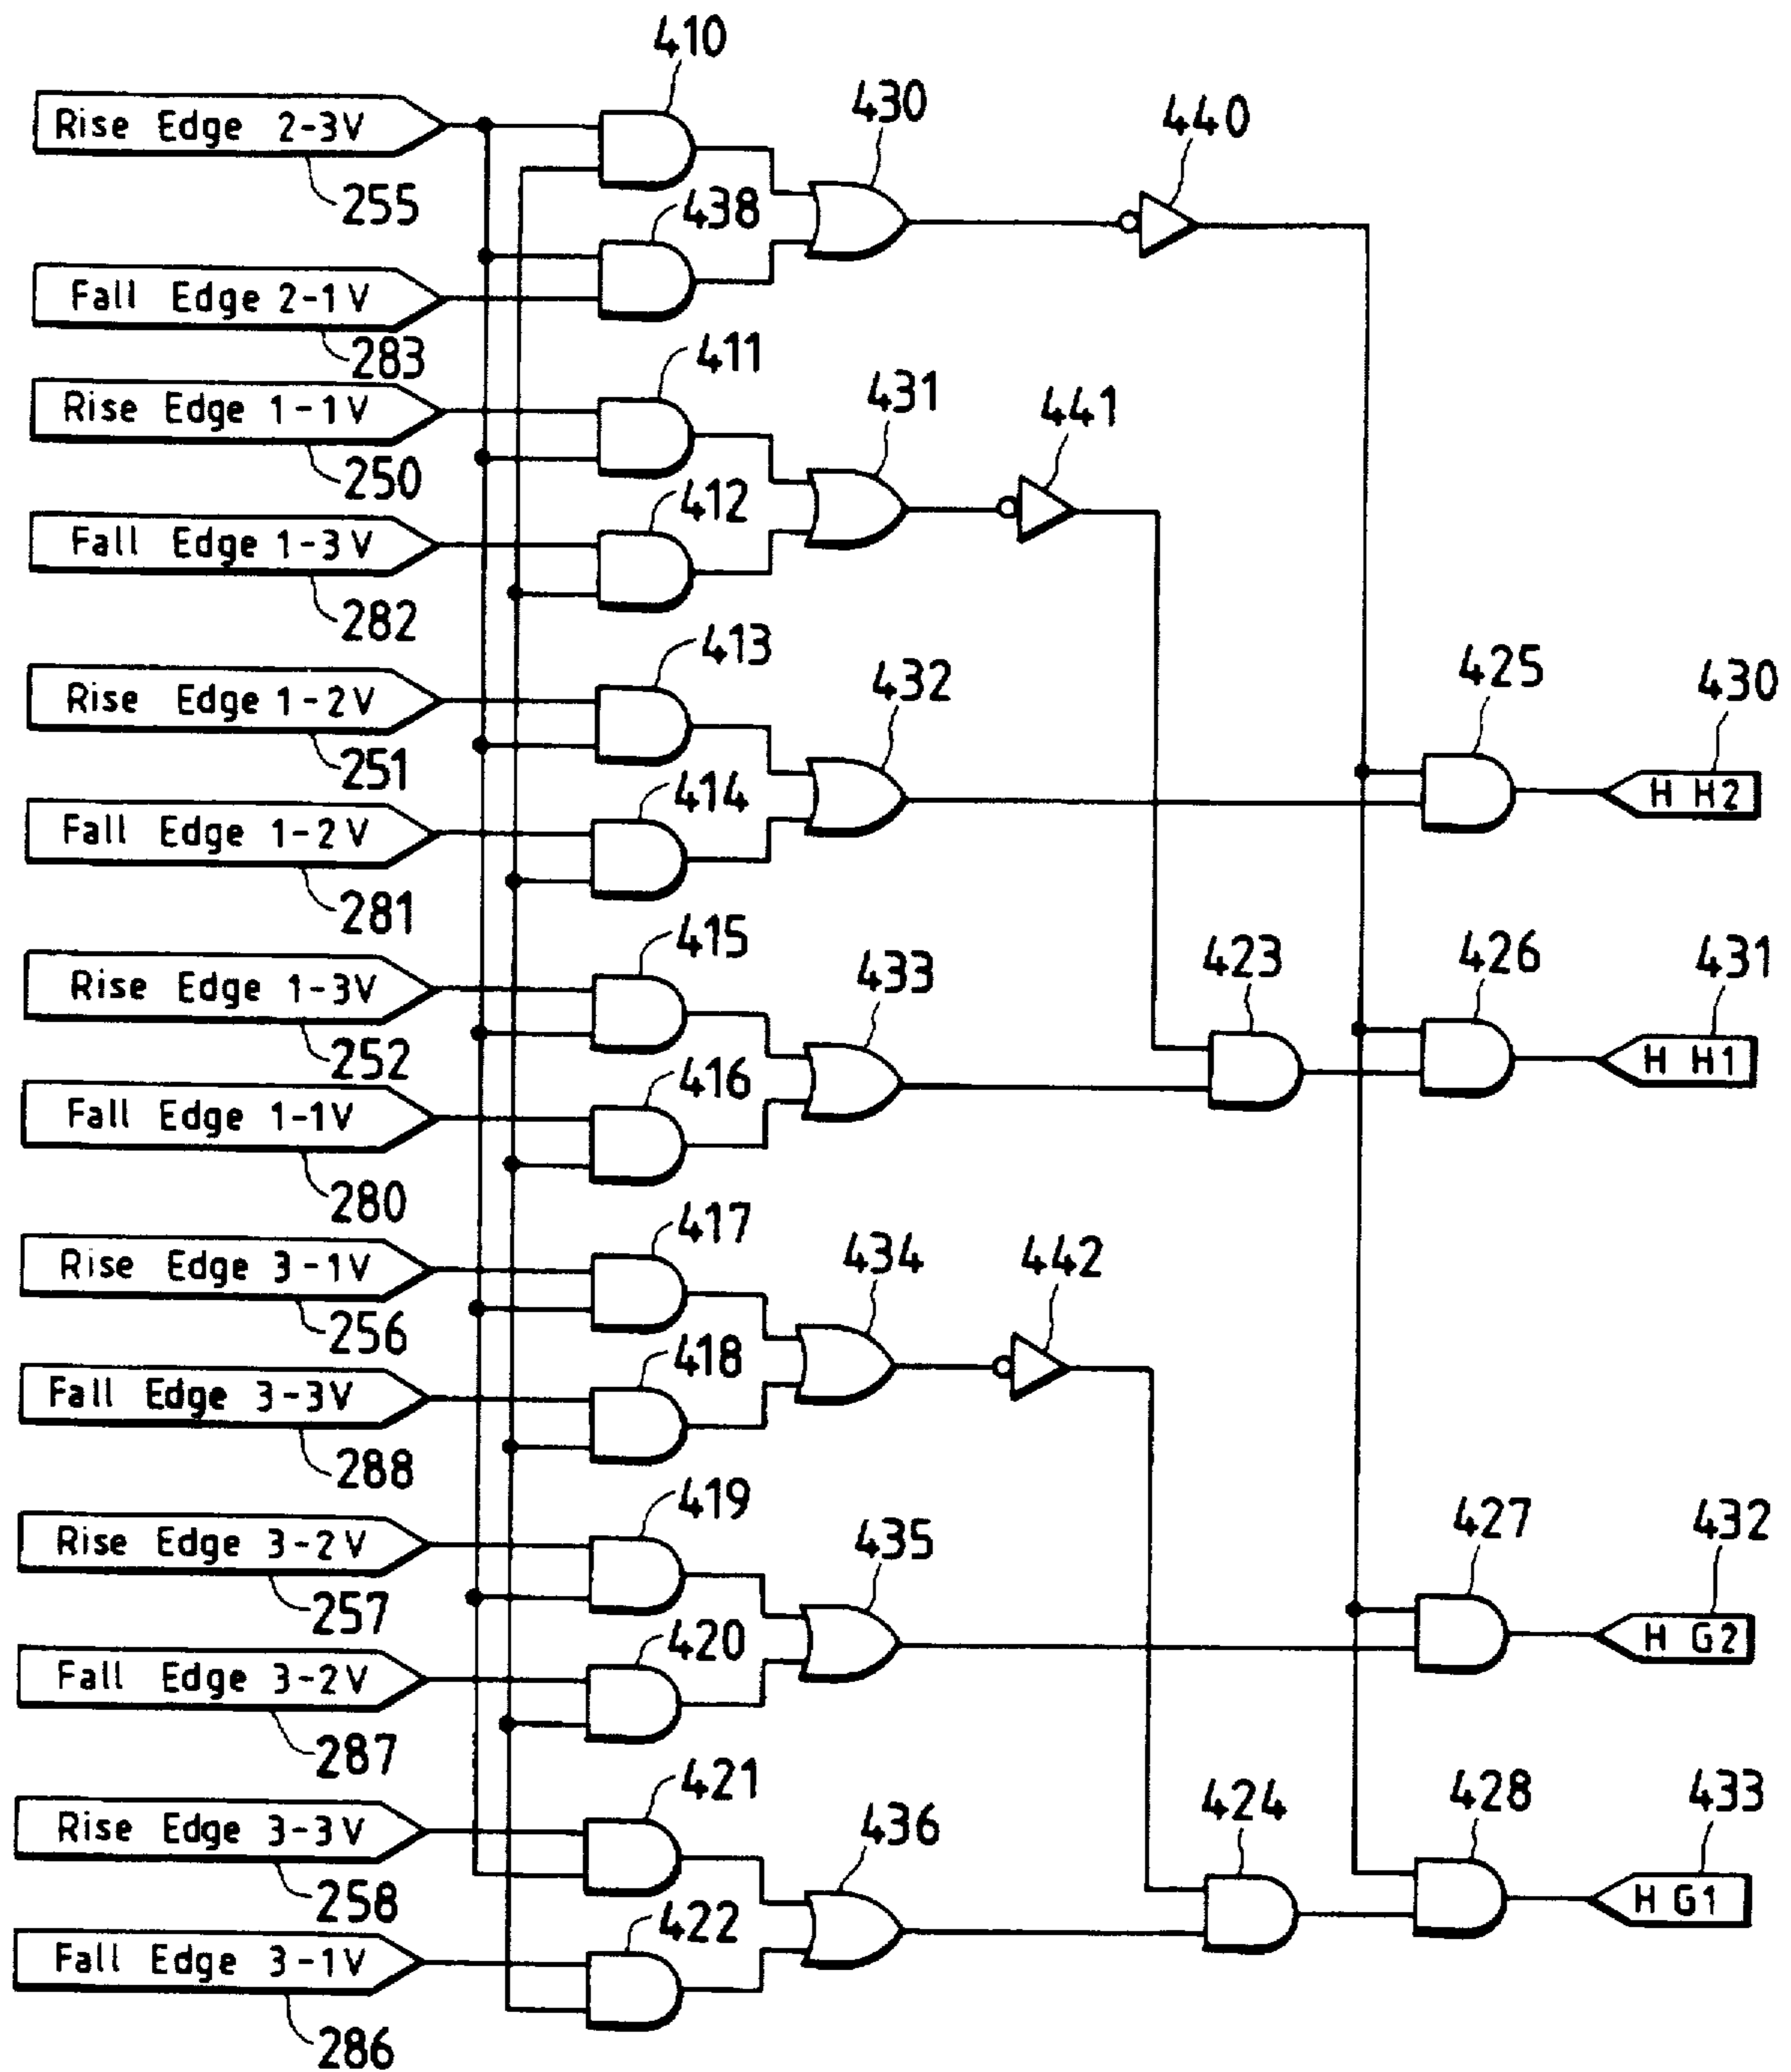 410
430
440
Rise Edge 2-3V
255
438
Fall Edge 2-1V
283
411
431
441
Rise Edge 1-1V
250
412
Fall Edge 1-3V
282
413
432
425
430
Rise Edge 1-2V
251
414
H H2
Fall Edge 1-2V
281
415
433
423
426
431
Rise Edge 1-3V
252
416
H H1
Fall Edge 1-1V
280
417
434
442
Rise Edge 3-1V
256
418
Fall Edge 3-3V
288
419
435
427
432
Rise Edge 3-2V
257
420
H G2
Fall Edge 3-2V
287
421
436
424
428
433
Rise Edge 3-3V
258
422
H G1
Fall Edge 3-1V
286